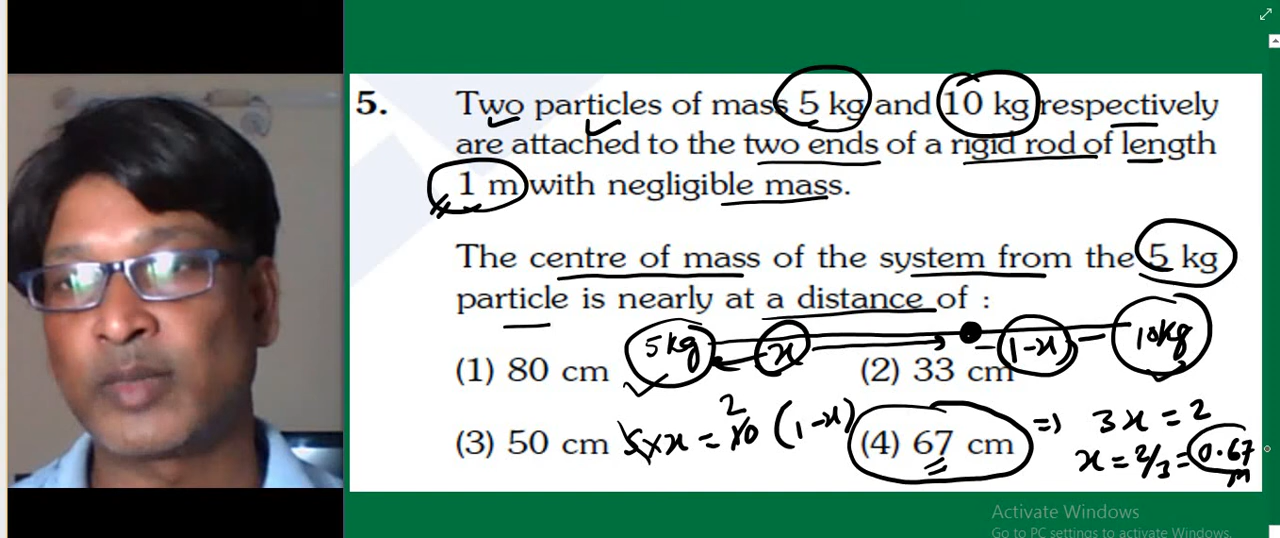 5. Two particles of mass 5 kg and 10 kg respectively
are attached to the two ends of a rigid rod of length
1 m with negligible mass.
The centre of mass of the system from the 5 kg
particle is nearly at a distance of :
5kg x 1-x 10kg
(1) 80 cm (2) 33 cm
(3) 50 cm 5×x = 10 2 (1-x) (4) 67 cm ⇒ 3x = 2
x = 2/3 = 0.67 m
Activate Windows
Go to PC settings to activate Windows.